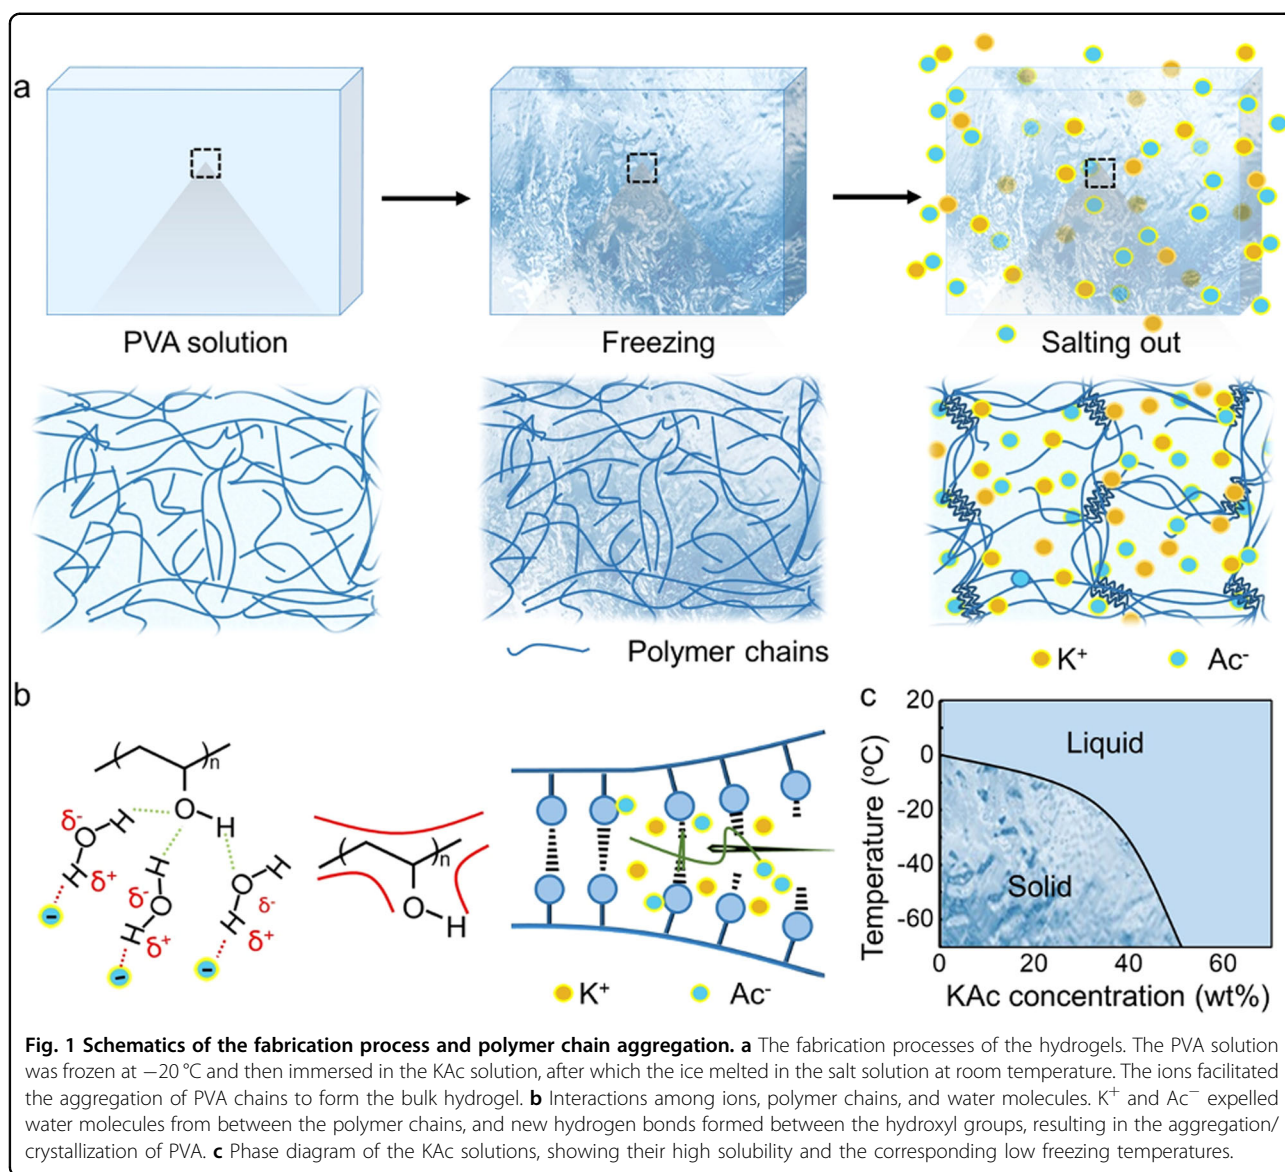 a
PVA solution
Freezing
Salting out
Polymer chains
K⁺
Ac⁻
b
n
O
H
δ⁻
H
O
H
δ⁺
H
δ⁻
O
H
δ⁺
O
H
δ⁻
H
δ⁺
−
−
−
n
O
H
K⁺
Ac⁻
c
20
0
-20
-40
-60
Temperature (ºC)
Liquid
Solid
0 20 40 60
KAc concentration (wt%)
Fig. 1 Schematics of the fabrication process and polymer chain aggregation. a The fabrication processes of the hydrogels. The PVA solution
was frozen at −20 °C and then immersed in the KAc solution, after which the ice melted in the salt solution at room temperature. The ions facilitated
the aggregation of PVA chains to form the bulk hydrogel. b Interactions among ions, polymer chains, and water molecules. K⁺ and Ac⁻ expelled
water molecules from between the polymer chains, and new hydrogen bonds formed between the hydroxyl groups, resulting in the aggregation/
crystallization of PVA. c Phase diagram of the KAc solutions, showing their high solubility and the corresponding low freezing temperatures.